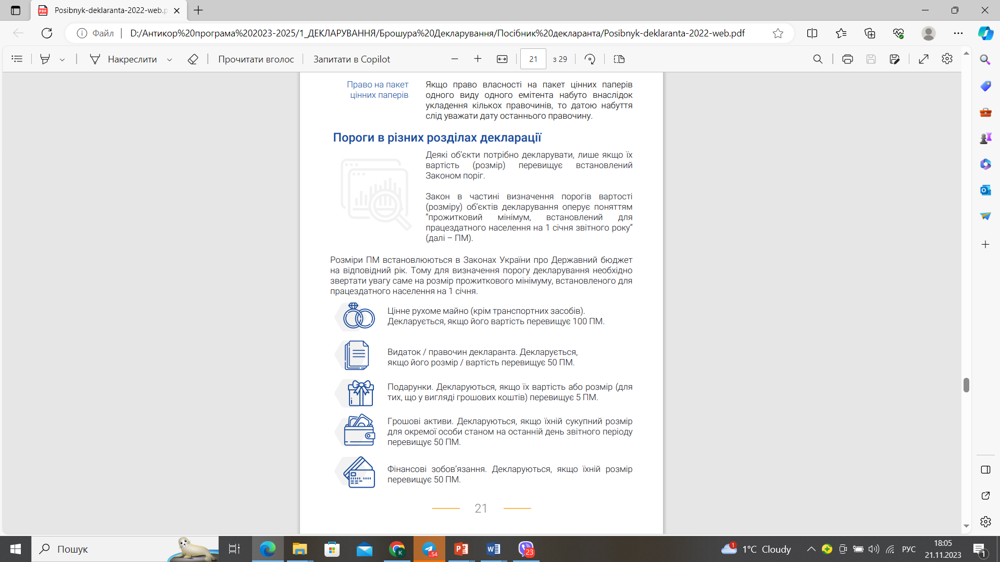 Posibnyk-deklaranta-2022-web.p
Файл
D:/Антикор%20програма%202023-2025/1_ДЕКЛАРУВАННЯ/Брошура%20Декларування/Посібник%20декларанта/Posibnyk-deklaranta-2022-web.pdf
Накреслити
Прочитати вголос
Запитати в Copilot
21
з 29
Право на пакет
цінних паперів
Якщо право власності на пакет цінних паперів
одного виду одного емітента набуто внаслідок
укладення кількох правочинів, то датою набуття
слід уважати дату останнього правочину.
Пороги в різних розділах декларації
Деякі об’єкти потрібно декларувати, лише якщо їх
вартість (розмір) перевищує встановлений
Законом поріг.
Закон в частині визначення порогів вартості
(розміру) об’єктів декларування оперує поняттям
“прожитковий мінімум, встановлений для
працездатного населення на 1 січня звітного року“
(далі – ПМ).
Розміри ПМ встановлюються в Законах України про Державний бюджет
на відповідний рік. Тому для визначення порогу декларування необхідно
звертати увагу саме на розмір прожиткового мінімуму, встановленого для
працездатного населення на 1 січня.
Цінне рухоме майно (крім транспортних засобів).
Декларується, якщо його вартість перевищує 100 ПМ.
Видаток / правочин декларанта. Декларується,
якщо його розмір / вартість перевищує 50 ПМ.
Подарунки. Декларуються, якщо їх вартість або розмір (для
тих, що у вигляді грошових коштів) перевищує 5 ПМ.
Грошові активи. Декларуються, якщо їхній сукупний розмір
для окремої особи станом на останній день звітного періоду
перевищує 50 ПМ.
Фінансові зобов’язання. Декларуються, якщо їхній розмір
перевищує 50 ПМ.
21
Пошук
K
..54
23
1
1°C Cloudy
РУС
18:05
21.11.2023
1